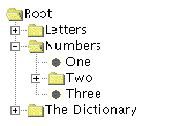 Root
Letters
Numbers
One
Two
Three
The Dictionary